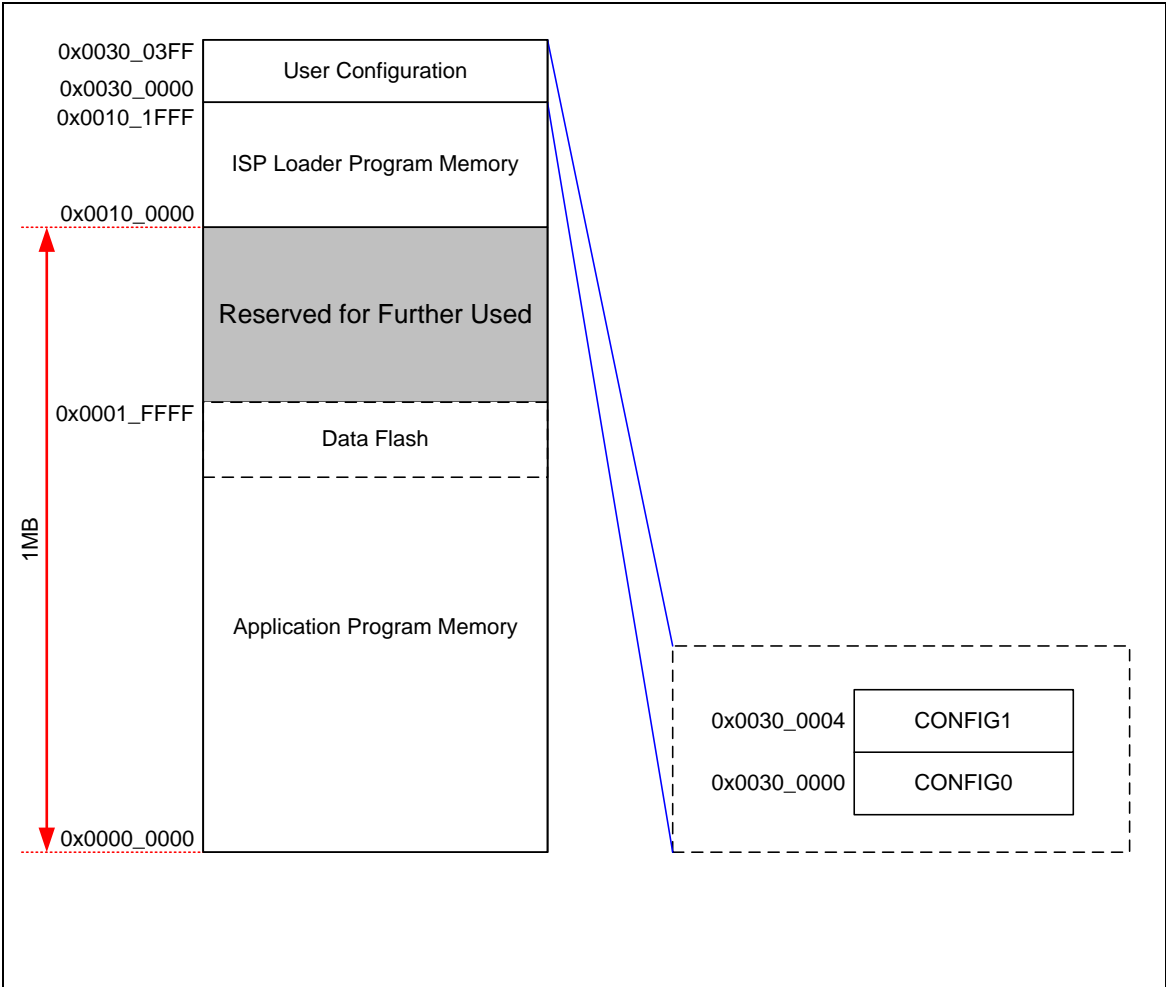 0x0030_03FF
User Configuration
0x0030_0000
0x0010_1FFF
ISP Loader Program Memory
0x0010_0000
Reserved for Further Used
0x0001_FFFF
Data Flash
1MB
Application Program Memory
0x0000_0000
0x0030_0004
CONFIG1
0x0030_0000
CONFIG0